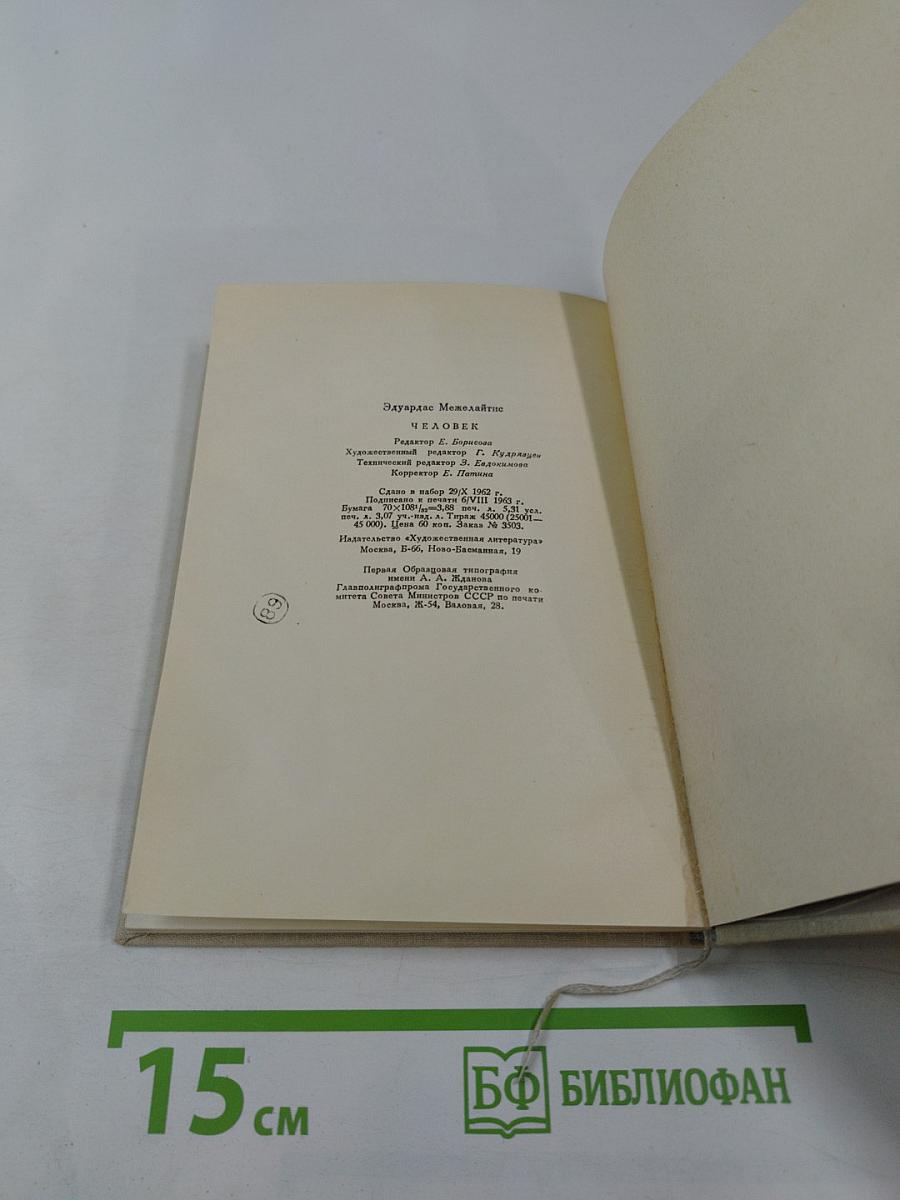 Эдуардас Межелайтис
ЧЕЛОВЕК
Редактор Е. Борисова
Художественный редактор Г. Кудрявцев
Технический редактор З. Евдокимова
Корректор Е. Патина
Сдано в набор 29/X 1962 г.
Подписано к печати 6/VIII 1963 г.
Бумага 70×108¹/₃₂=3,88 печ. л. 5,31 усл.
печ. л. 3,07 уч.-изд. л. Тираж 45000 (25001—
45 000). Цена 60 коп. Заказ № 3503.
Издательство «Художественная литература»
Москва, Б-66, Ново-Басманная, 19
Первая Образцовая типография
имени А. А. Жданова
Главполиграфпрома Государственного ко-
митета Совета Министров СССР по печати
Москва, Ж-54, Валовая, 28.
89
15 см
БФ БИБЛИОФАН